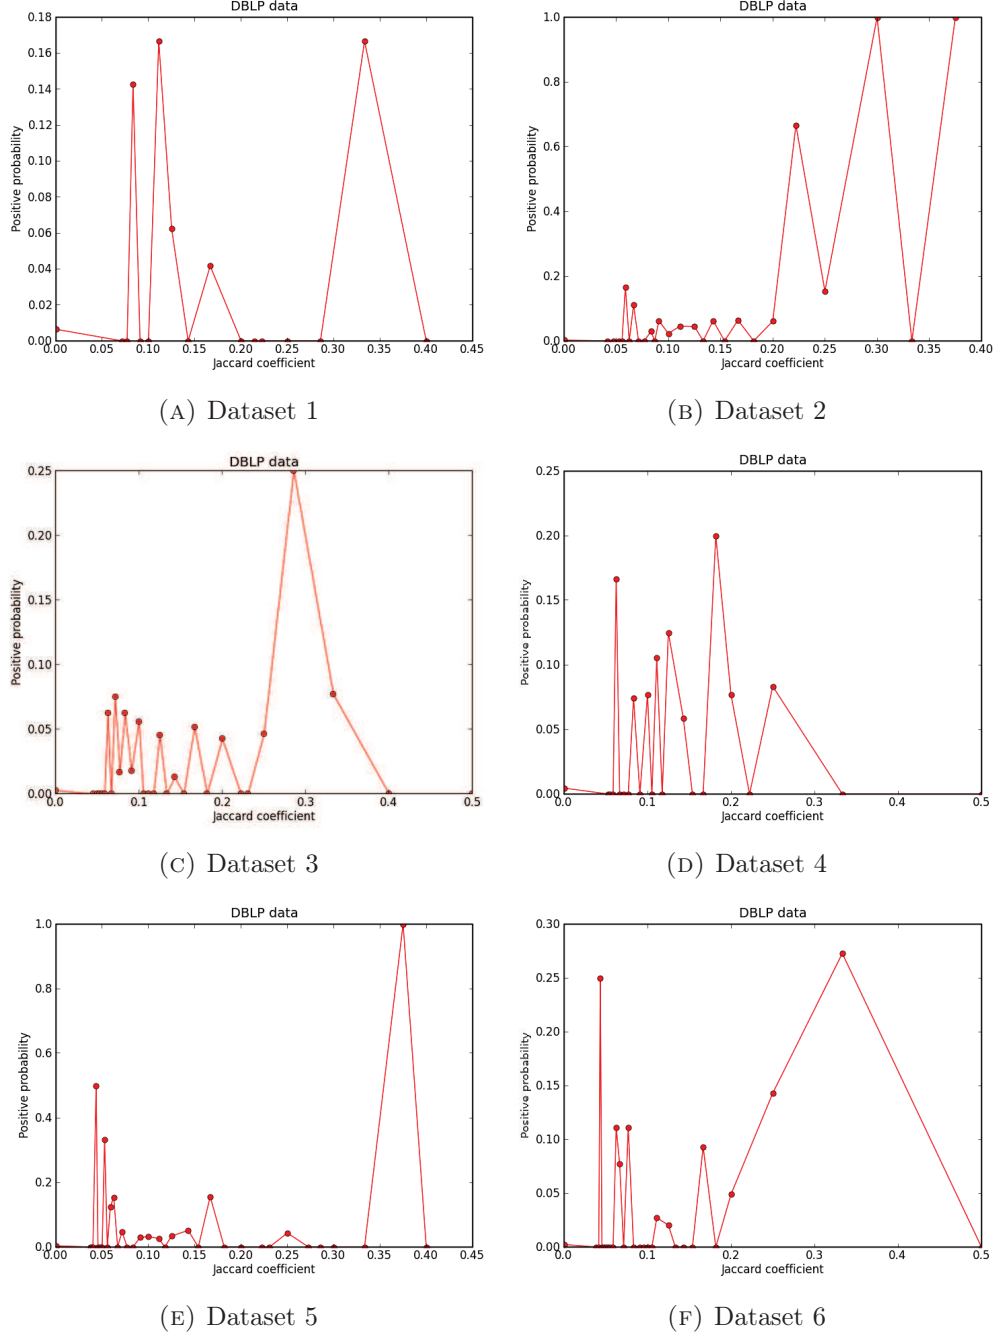 DBLP data
0.18
0.16
0.14
0.12
0.10
0.08
0.06
0.04
0.02
0.00
Positive probability
0.00 0.05 0.10 0.15 0.20 0.25 0.30 0.35 0.40 0.45
Jaccard coefficient
(A) Dataset 1
DBLP data
1.0
0.8
0.6
0.4
0.2
0.0
Positive probability
0.00 0.05 0.10 0.15 0.20 0.25 0.30 0.35 0.40
Jaccard coefficient
(B) Dataset 2
DBLP data
0.25
0.20
0.15
0.10
0.05
0.00
Positive probability
0.0 0.1 0.2 0.3 0.4 0.5
Jaccard coefficient
(C) Dataset 3
DBLP data
0.25
0.20
0.15
0.10
0.05
0.00
Positive probability
0.0 0.1 0.2 0.3 0.4 0.5
Jaccard coefficient
(D) Dataset 4
DBLP data
1.0
0.8
0.6
0.4
0.2
0.0
Positive probability
0.00 0.05 0.10 0.15 0.20 0.25 0.30 0.35 0.40 0.45
Jaccard coefficient
(E) Dataset 5
DBLP data
0.30
0.25
0.20
0.15
0.10
0.05
0.00
Positive probability
0.0 0.1 0.2 0.3 0.4 0.5
Jaccard coefficient
(F) Dataset 6